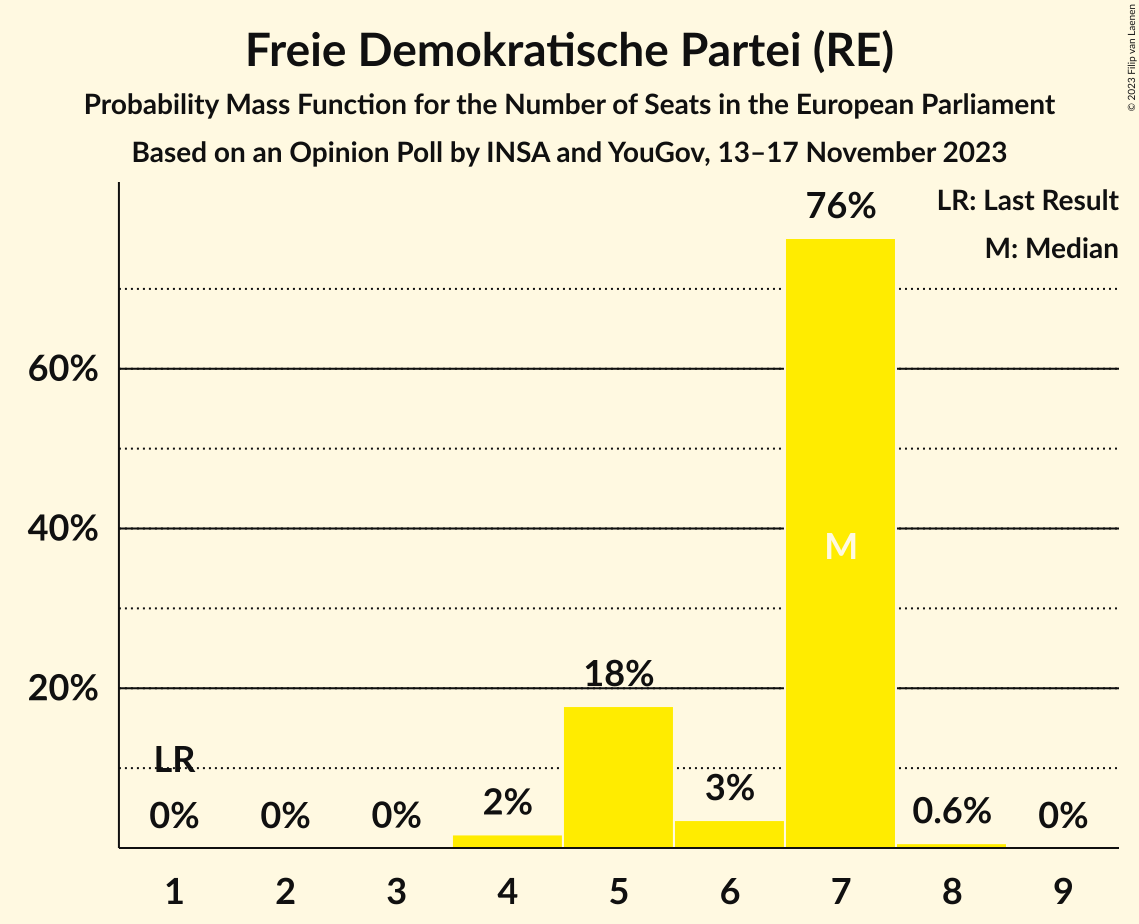 Freie Demokratische Partei (RE)
Probability Mass Function for the Number of Seats in the European Parliament
Based on an Opinion Poll by INSA and YouGov, 13–17 November 2023
© 2023 Filip van Laenen
LR: Last Result
M: Median
76%
60%
40%
M
20%
18%
LR
0%
0%
0%
2%
3%
0.6%
0%
1 2 3 4 5 6 7 8 9